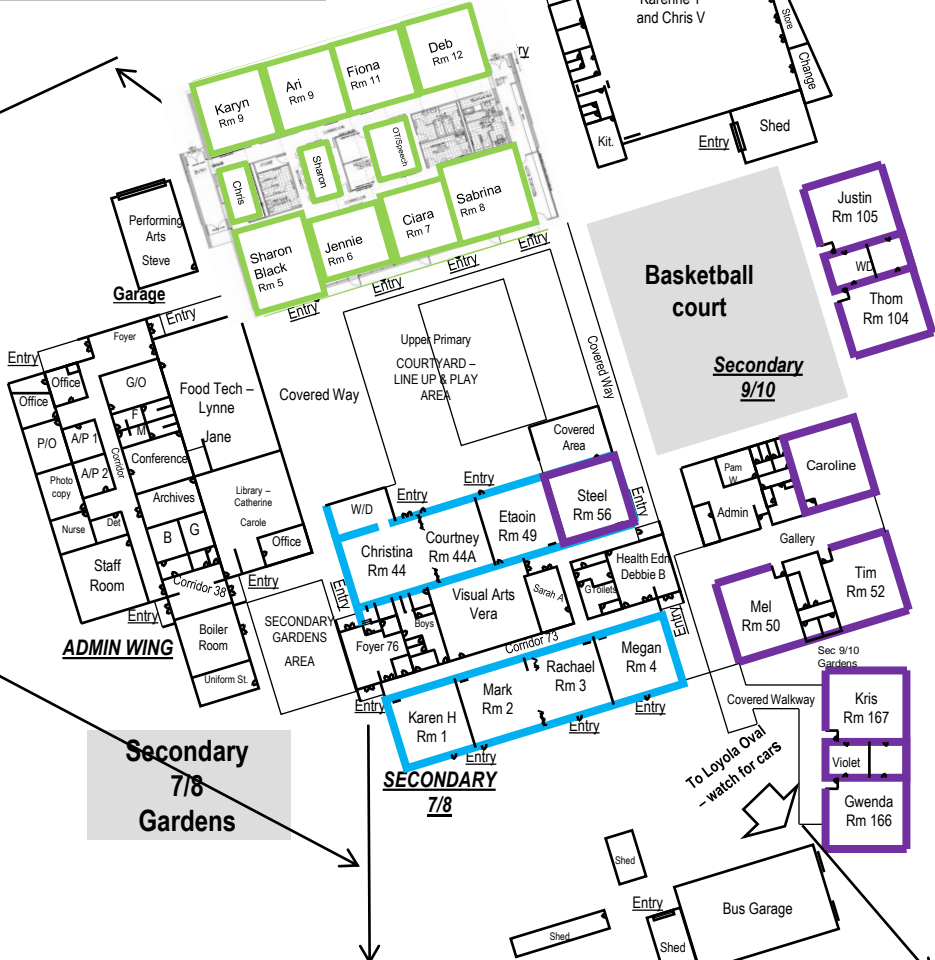 Karenne T
and Chris V
Store
Change
Kit.
Entry
Shed
Karyn
Rm 9
Ari
Rm 9
Fiona
Rm 11
Deb
Rm 12
Chris
Sharon
OT/Speech
Sharon
Black
Rm 5
Jennie
Rm 6
Ciara
Rm 7
Sabrina
Rm 8
Entry
Entry
Entry
Entry
Performing
Arts
Steve
Garage
Justin
Rm 105
WD
Thom
Rm 104
Basketball
court
Secondary
9/10
Entry
Entry
Foyer
Office
Office
G/O
F
M
P/O
A/P 1
A/P 2
Corridor
Conference
Photo
copy
Archives
Nurse
Det
B
G
Staff
Room
Corridor 38
Entry
Entry
Boiler
Room
Uniform St.
ADMIN WING
Food Tech –
Lynne
Jane
Library –
Catherine
Carole
Office
Covered Way
Upper Primary
COURTYARD –
LINE UP & PLAY
AREA
Covered Way
Covered
Area
Entry
Entry
Entry
W/D
Christina
Rm 44
Courtney
Rm 44A
Etaoin
Rm 49
Steel
Rm 56
Pam
W
Admin
Caroline
Gallery
Tim
Rm 52
Mel
Rm 50
Sec 9/10
Gardens
SECONDARY
GARDENS
AREA
Entry
Foyer 76
Boys
Visual Arts
Vera
Sarah A
G Toilets
Health Edn
Debbie B
Entry
Corridor 73
Entry
Karen H
Rm 1
Mark
Rm 2
Rachael
Rm 3
Megan
Rm 4
Entry
Entry
Entry
SECONDARY
7/8
Secondary
7/8
Gardens
Covered Walkway
Kris
Rm 167
Violet
Gwenda
Rm 166
To Loyola Oval
– watch for cars
Shed
Entry
Bus Garage
Shed
Shed